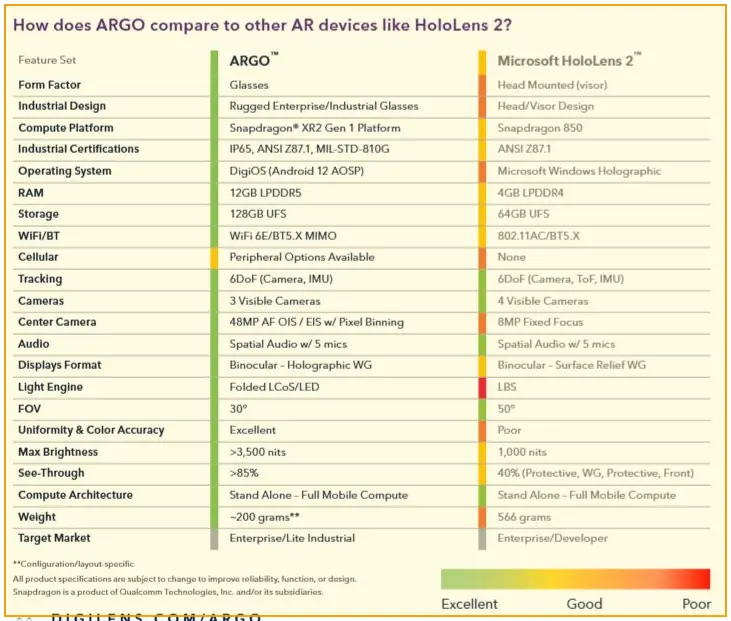 How does ARGO compare to other AR devices like HoloLens 2?
Feature Set ARGO™ Microsoft HoloLens 2™
Form Factor Glasses Head Mounted (visor)
Industrial Design Rugged Enterprise/Industrial Glasses Head/Visor Design
Compute Platform Snapdragon® XR2 Gen 1 Platform Snapdragon 850
Industrial Certifications IP65, ANSI Z87.1, MIL-STD-810G ANSI Z87.1
Operating System DigiOS (Android 12 AOSP) Microsoft Windows Holographic
RAM 12GB LPDDR5 4GB LPDDR4
Storage 128GB UFS 64GB UFS
WiFi/BT WiFi 6E/BT5.X MIMO 802.11AC/BT5.X
Cellular Peripheral Options Available None
Tracking 6DoF (Camera, IMU) 6DoF (Camera, ToF, IMU)
Cameras 3 Visible Cameras 4 Visible Cameras
Center Camera 48MP AF OIS / EIS w/ Pixel Binning 8MP Fixed Focus
Audio Spatial Audio w/ 5 mics Spatial Audio w/ 5 mics
Displays Format Binocular – Holographic WG Binocular – Surface Relief WG
Light Engine Folded LCoS/LED LBS
FOV 30° 50°
Uniformity & Color Accuracy Excellent Poor
Max Brightness >3,500 nits 1,000 nits
See-Through >85% 40% (Protective, WG, Protective, Front)
Compute Architecture Stand Alone – Full Mobile Compute Stand Alone – Full Mobile Compute
Weight ~200 grams** 566 grams
Target Market Enterprise/Lite Industrial Enterprise/Developer
**Configuration/layout specific
All product specifications are subject to change to improve reliability, function, or design.
Snapdragon is a product of Qualcomm Technologies, Inc. and/or its subsidiaries.
Excellent Good Poor
DIGILENS.COM/ARGO